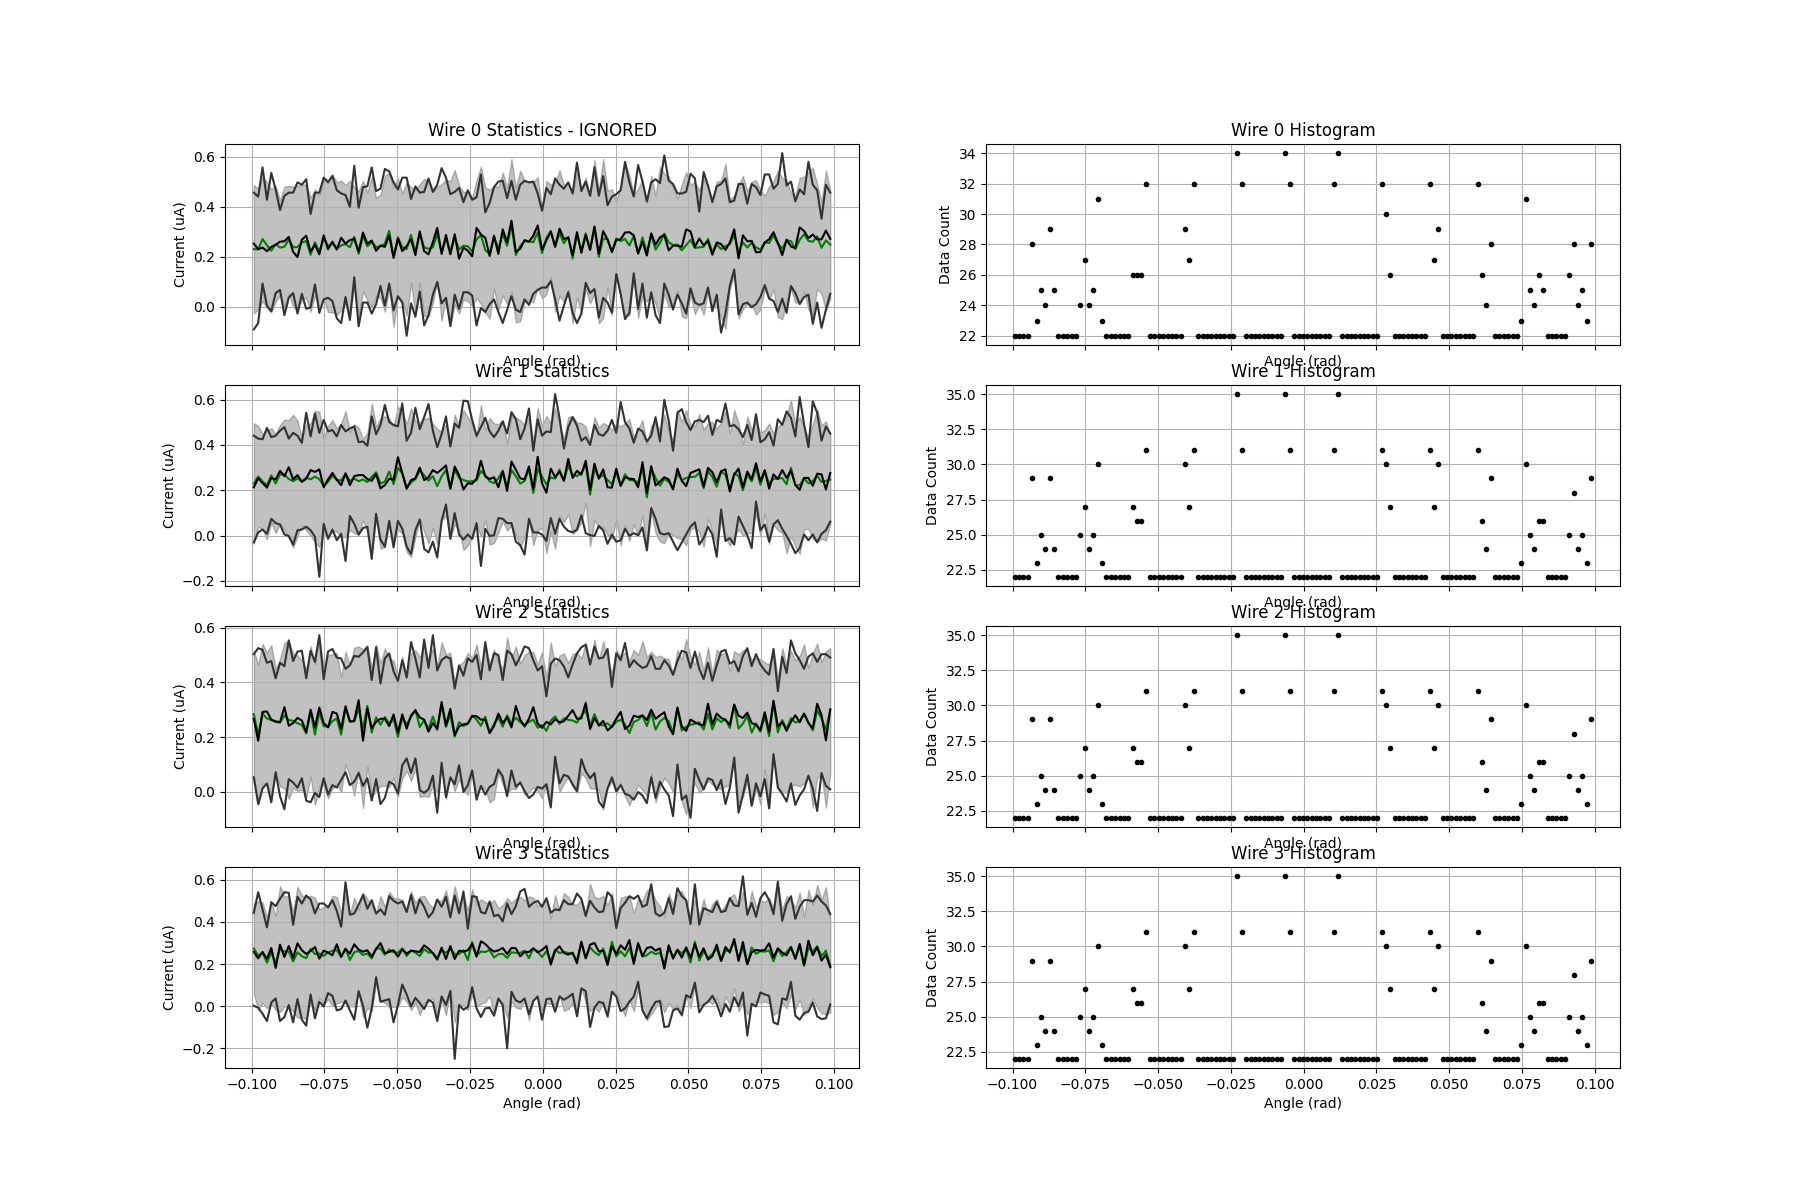 Wire 0 Statistics - IGNORED
Current (uA)
0.6
0.4
0.2
0.0
Angle (rad)
Wire 0 Histogram
Data Count
34
32
30
28
26
24
22
Angle (rad)
Wire 1 Statistics
Current (uA)
0.6
0.4
0.2
0.0
−0.2
Angle (rad)
Wire 1 Histogram
Data Count
35.0
32.5
30.0
27.5
25.0
22.5
Angle (rad)
Wire 2 Statistics
Current (uA)
0.6
0.4
0.2
0.0
Angle (rad)
Wire 2 Histogram
Data Count
35.0
32.5
30.0
27.5
25.0
22.5
Angle (rad)
Wire 3 Statistics
Current (uA)
0.6
0.4
0.2
0.0
−0.2
−0.100 −0.075 −0.050 −0.025 0.000 0.025 0.050 0.075 0.100
Angle (rad)
Wire 3 Histogram
Data Count
35.0
32.5
30.0
27.5
25.0
22.5
−0.100 −0.075 −0.050 −0.025 0.000 0.025 0.050 0.075 0.100
Angle (rad)